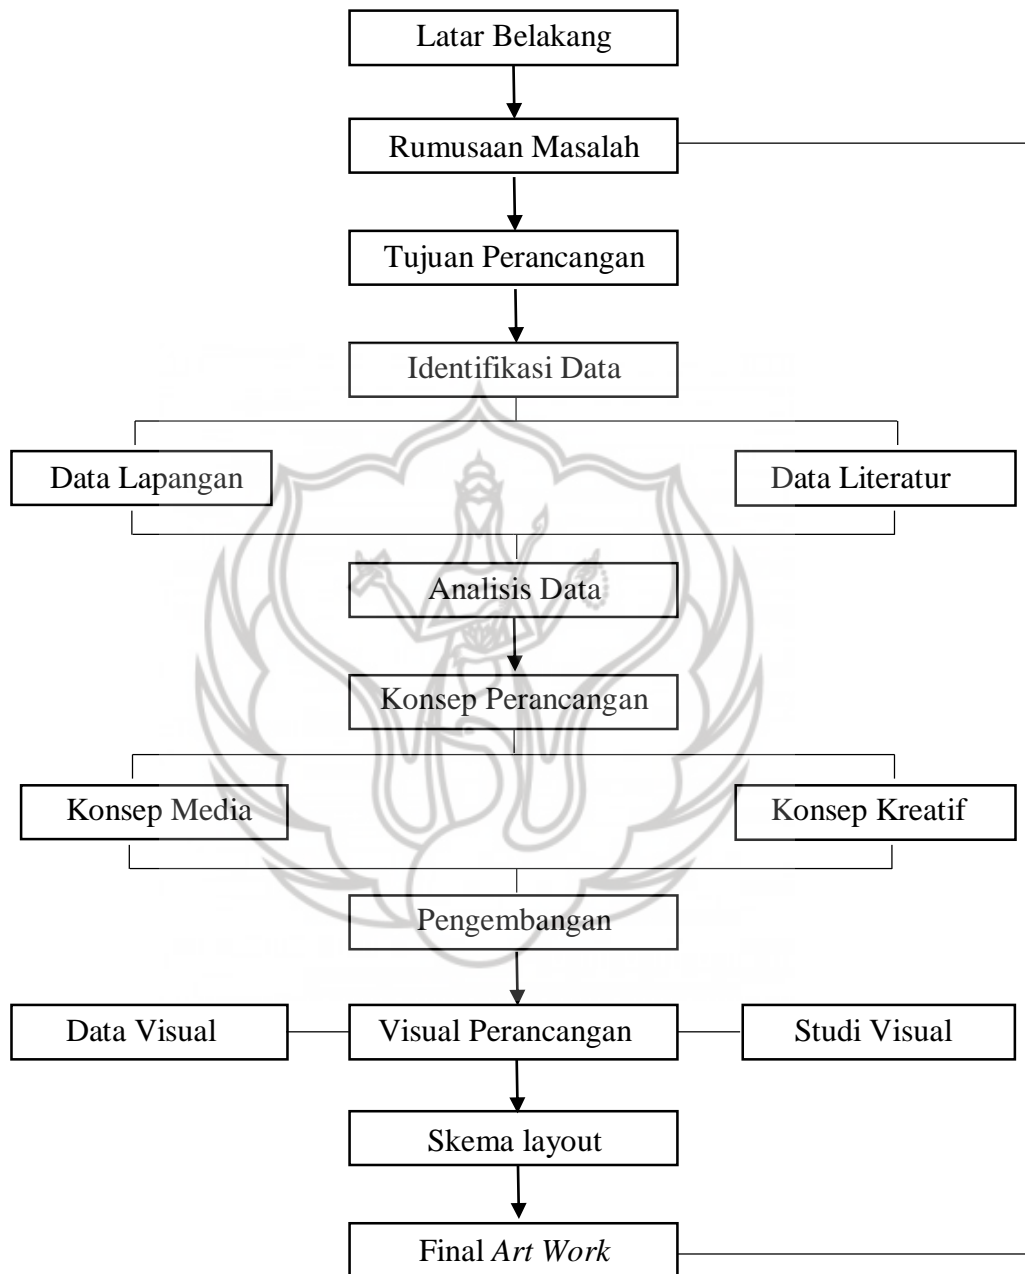 Latar Belakang
Rumusaan Masalah
Tujuan Perancangan
Identifikasi Data
Data Lapangan
Data Literatur
Analisis Data
Konsep Perancangan
Konsep Media
Konsep Kreatif
Pengembangan
Data Visual
Visual Perancangan
Studi Visual
Skema layout
Final Art Work